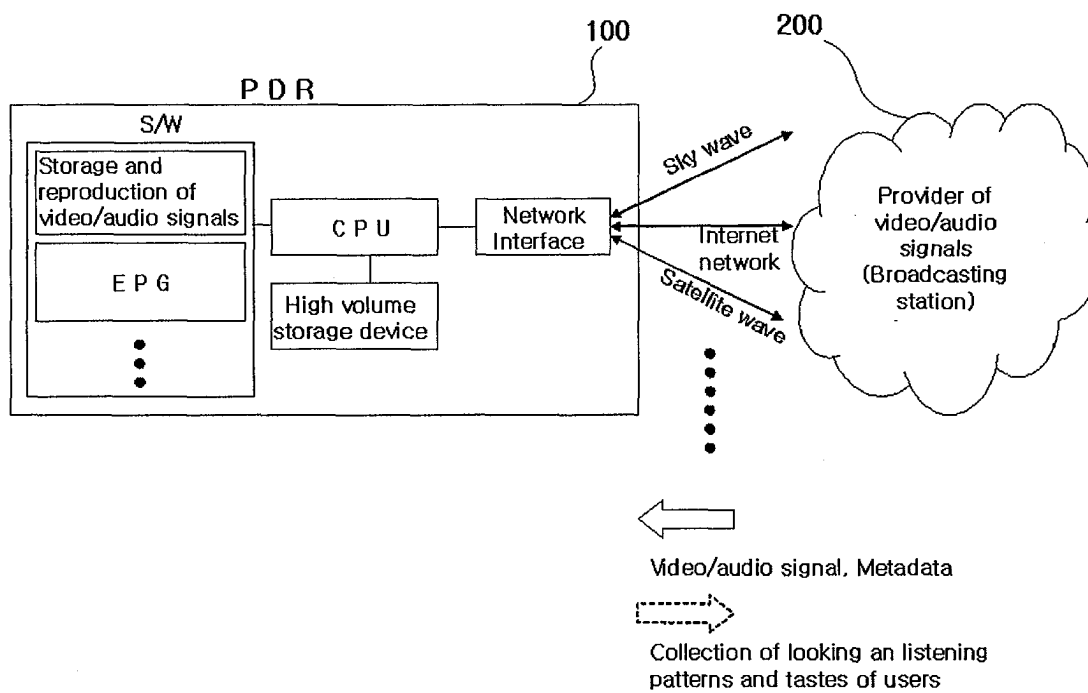 100
200
P D R
S/W
Storage and
reproduction of
video/audio signals
E P G
C P U
High volume
storage device
Network
Interface
Sky wave
Internet
network
Satellite wave
Provider of
video/audio
signals
(Broadcasting
station)
Video/audio signal, Metadata
Collection of looking an listening
patterns and tastes of users